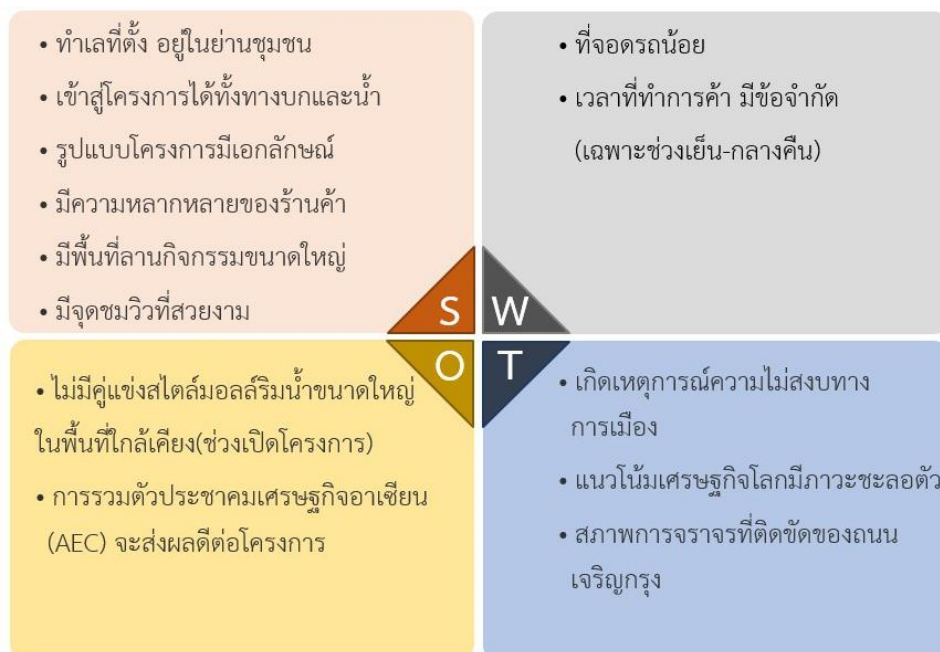 • ทำเลที่ตั้ง อยู่ในย่านชุมชน
• เข้าสู่โครงการได้ทั้งทางบกและน้ำ
• รูปแบบโครงการมีเอกลักษณ์
• มีความหลากหลายของร้านค้า
• มีพื้นที่ลานกิจกรรมขนาดใหญ่
• มีจุดชมวิวที่สวยงาม
S
• ที่จอดรถน้อย
• เวลาที่ทำการค้า มีข้อจำกัด
(เฉพาะช่วงเย็น-กลางคืน)
W
• ไม่มีคู่แข่งสไตล์มอลล์ริมน้ำขนาดใหญ่
ในพื้นที่ใกล้เคียง(ช่วงเปิดโครงการ)
• การรวมตัวประชาคมเศรษฐกิจอาเซียน
(AEC) จะส่งผลดีต่อโครงการ
O
• เกิดเหตุการณ์ความไม่สงบทาง
การเมือง
• แนวโน้มเศรษฐกิจโลกมีภาวะชะลอตัว
• สภาพการจราจรที่ติดขัดของถนน
เจริญกรุง
T